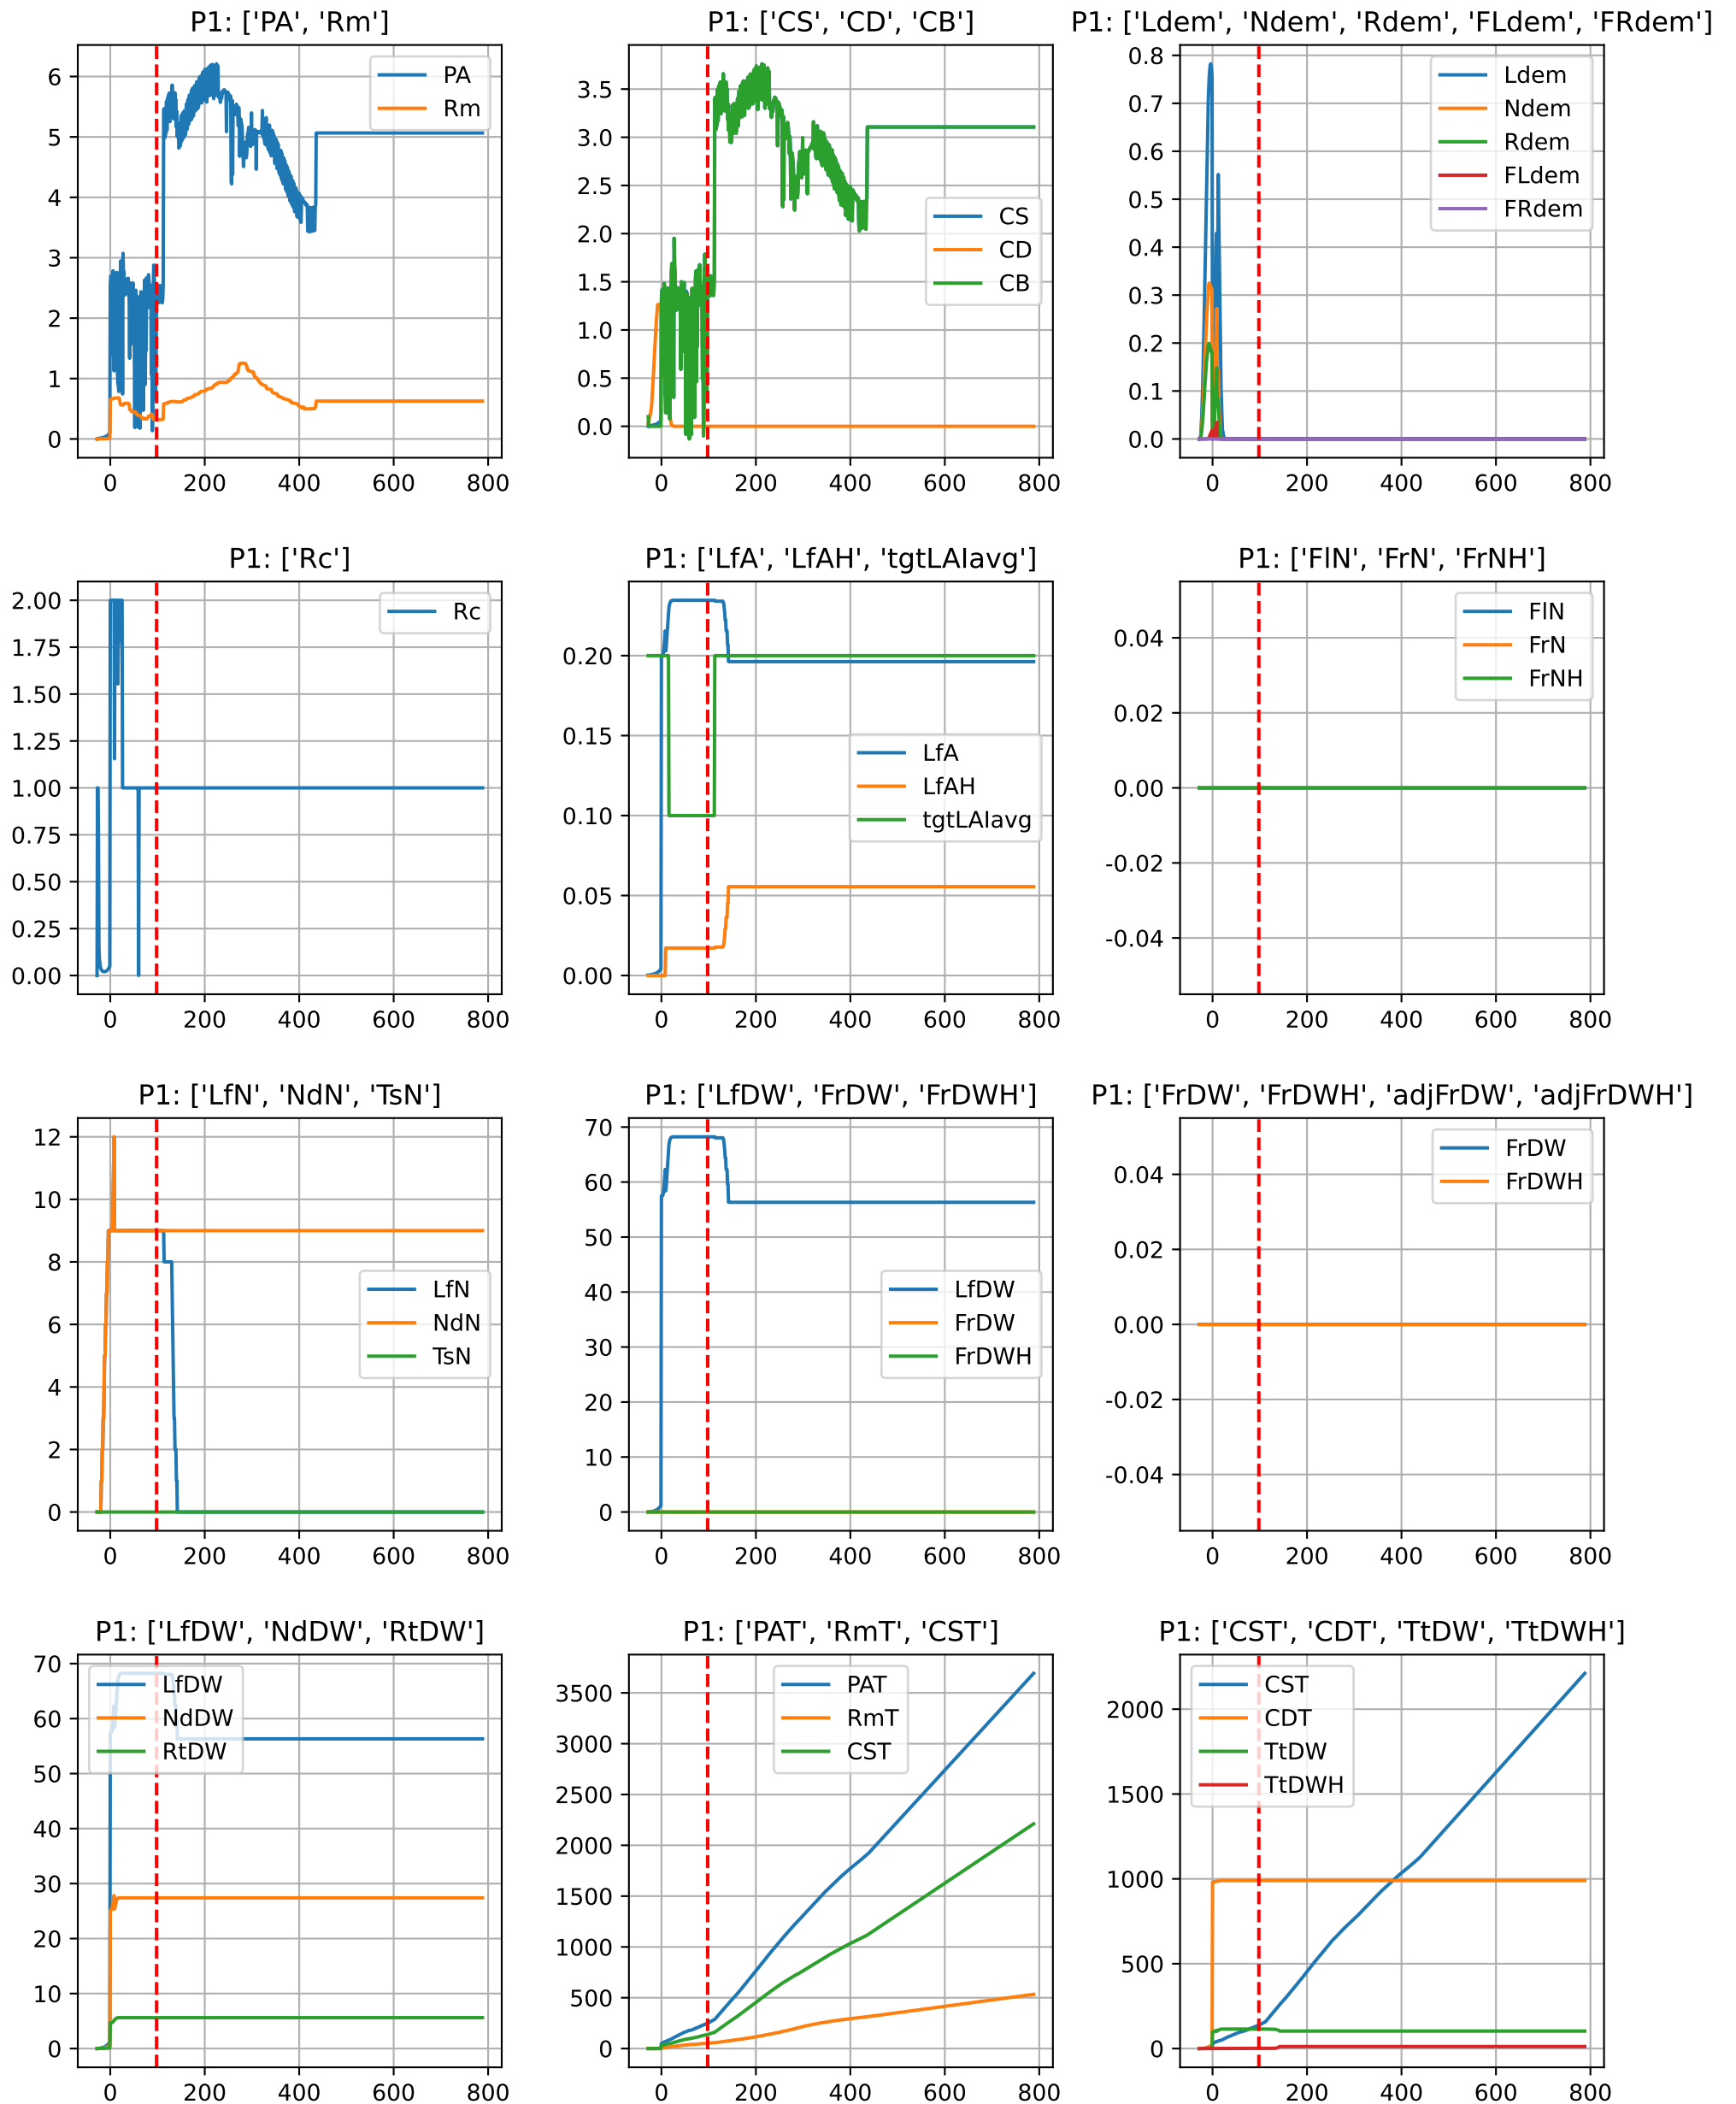 P1: ['PA', 'Rm']
6
5
4
3
2
1
0
0 200 400 600 800
PA
Rm
P1: ['CS', 'CD', 'CB']
3.5
3.0
2.5
2.0
1.5
1.0
0.5
0.0
0 200 400 600 800
CS
CD
CB
P1: ['Ldem', 'Ndem', 'Rdem', 'FLdem', 'FRdem']
0.8
0.7
0.6
0.5
0.4
0.3
0.2
0.1
0.0
0 200 400 600 800
Ldem
Ndem
Rdem
FLdem
FRdem
P1: ['Rc']
2.00
1.75
1.50
1.25
1.00
0.75
0.50
0.25
0.00
0 200 400 600 800
Rc
P1: ['LfA', 'LfAH', 'tgtLAIavg']
0.20
0.15
0.10
0.05
0.00
0 200 400 600 800
LfA
LfAH
tgtLAIavg
P1: ['FlN', 'FrN', 'FrNH']
0.04
0.02
0.00
-0.02
-0.04
0 200 400 600 800
FlN
FrN
FrNH
P1: ['LfN', 'NdN', 'TsN']
12
10
8
6
4
2
0
0 200 400 600 800
LfN
NdN
TsN
P1: ['LfDW', 'FrDW', 'FrDWH']
70
60
50
40
30
20
10
0
0 200 400 600 800
LfDW
FrDW
FrDWH
P1: ['FrDW', 'FrDWH', 'adjFrDW', 'adjFrDWH']
0.04
0.02
0.00
-0.02
-0.04
0 200 400 600 800
FrDW
FrDWH
P1: ['LfDW', 'NdDW', 'RtDW']
70
60
50
40
30
20
10
0
0 200 400 600 800
LfDW
NdDW
RtDW
P1: ['PAT', 'RmT', 'CST']
3500
3000
2500
2000
1500
1000
500
0
0 200 400 600 800
PAT
RmT
CST
P1: ['CST', 'CDT', 'TtDW', 'TtDWH']
2000
1500
1000
500
0
0 200 400 600 800
CST
CDT
TtDW
TtDWH